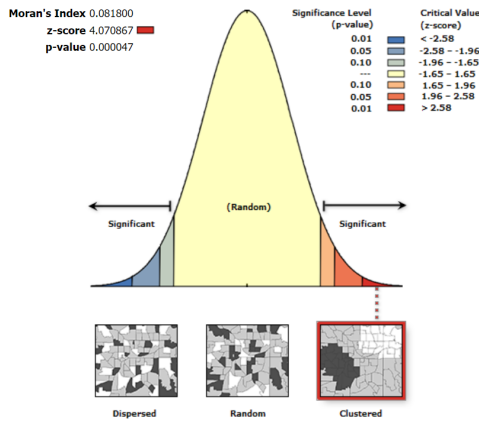 Moran's Index 0.081800
z-score 4.070867
p-value 0.000047
Significance Level (p-value)
Critical Value (z-score)
0.01 < -2.58
0.05 -2.58 – -1.96
0.10 -1.96 – -1.65
--- -1.65 – 1.65
0.10 1.65 – 1.96
0.05 1.96 – 2.58
0.01 > 2.58
(Random)
Significant Significant
Dispersed Random Clustered